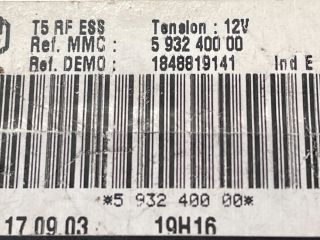 T5 RF ESS Tension : 12V
Ref. MMC : 5 932 400 00
Ref. DEMO : 1848819141 Ind E
*5 932 400 00*
17.09.03 19H16